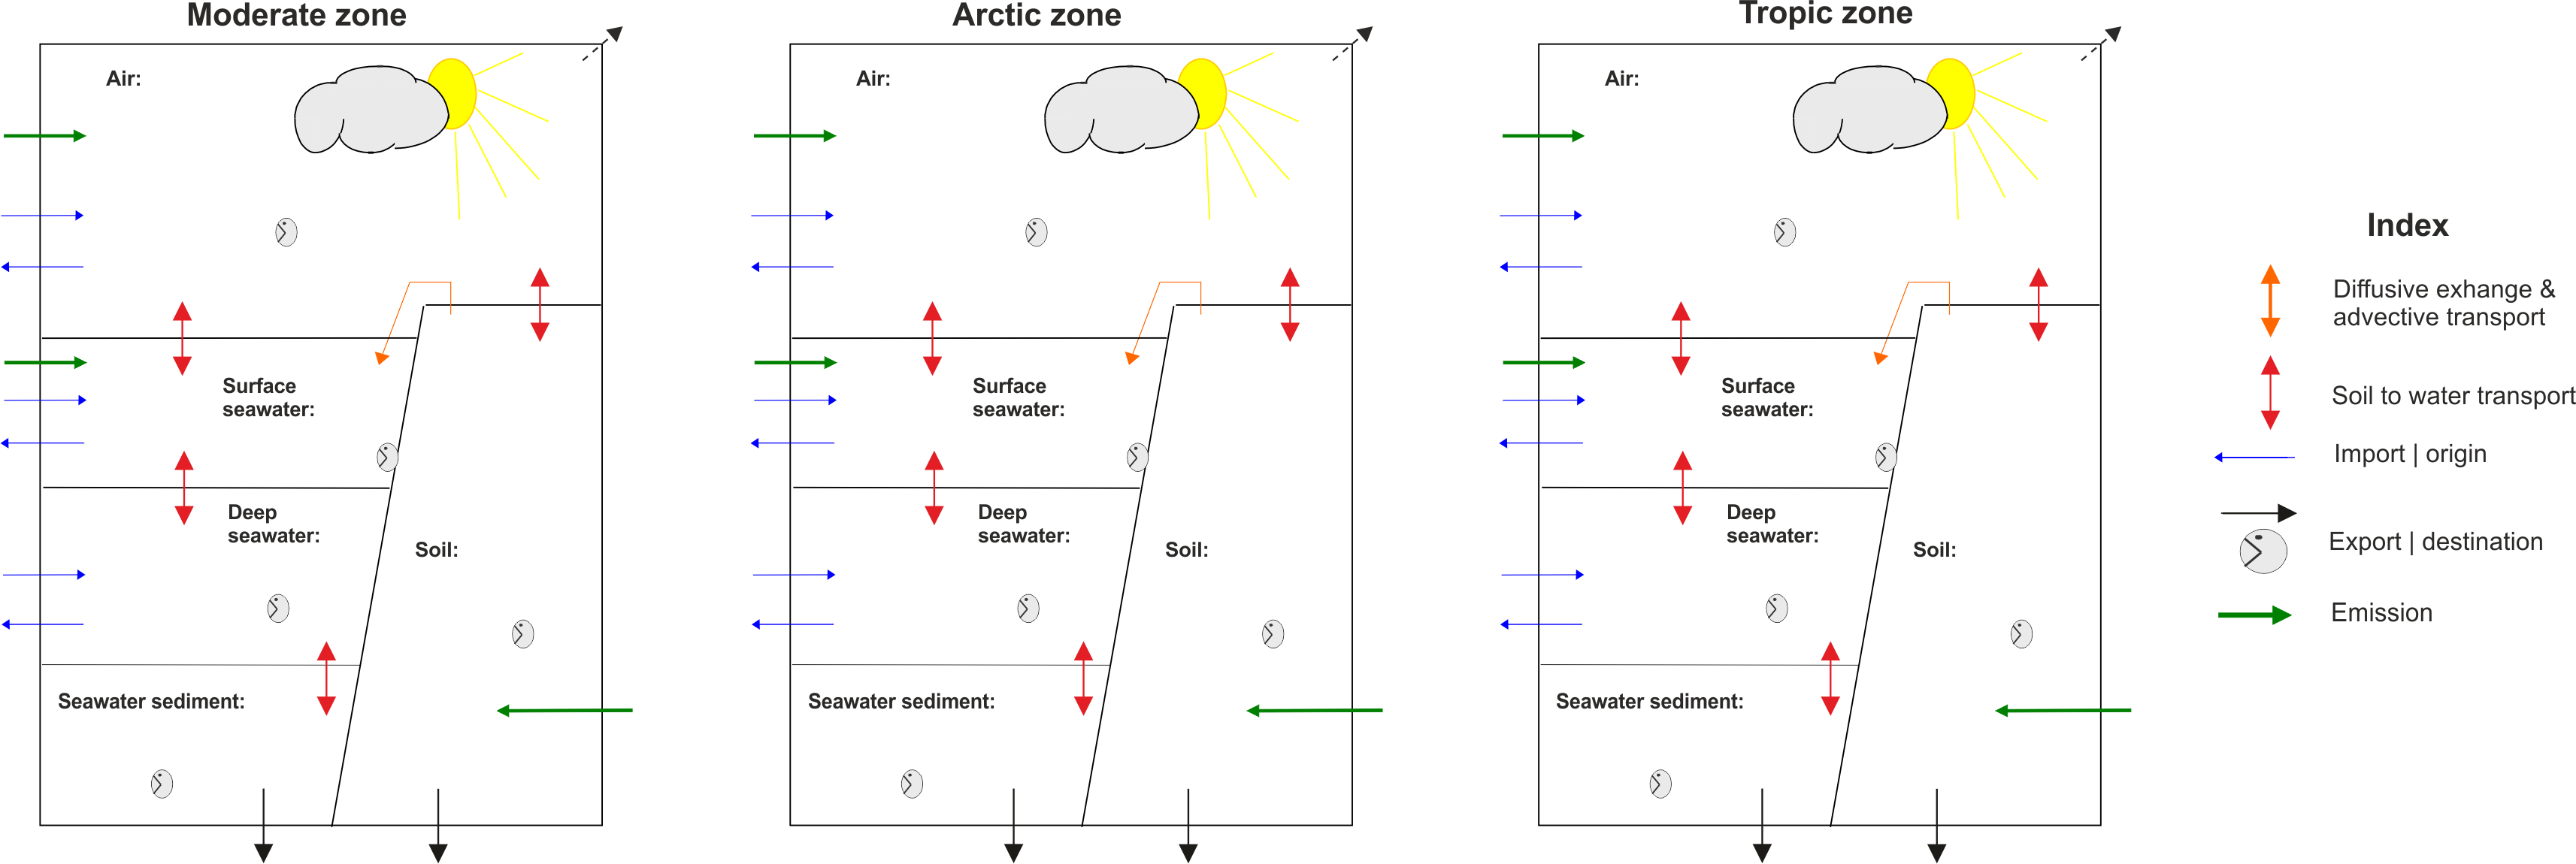 Moderate zone
Air:
Surface
seawater:
Deep
seawater:
Soil:
Seawater sediment:
Arctic zone
Air:
Surface
seawater:
Deep
seawater:
Soil:
Seawater sediment:
Tropic zone
Air:
Surface
seawater:
Deep
seawater:
Soil:
Seawater sediment:
Index
Diffusive exhange &
advective transport
Soil to water transport
Import | origin
Export | destination
Emission